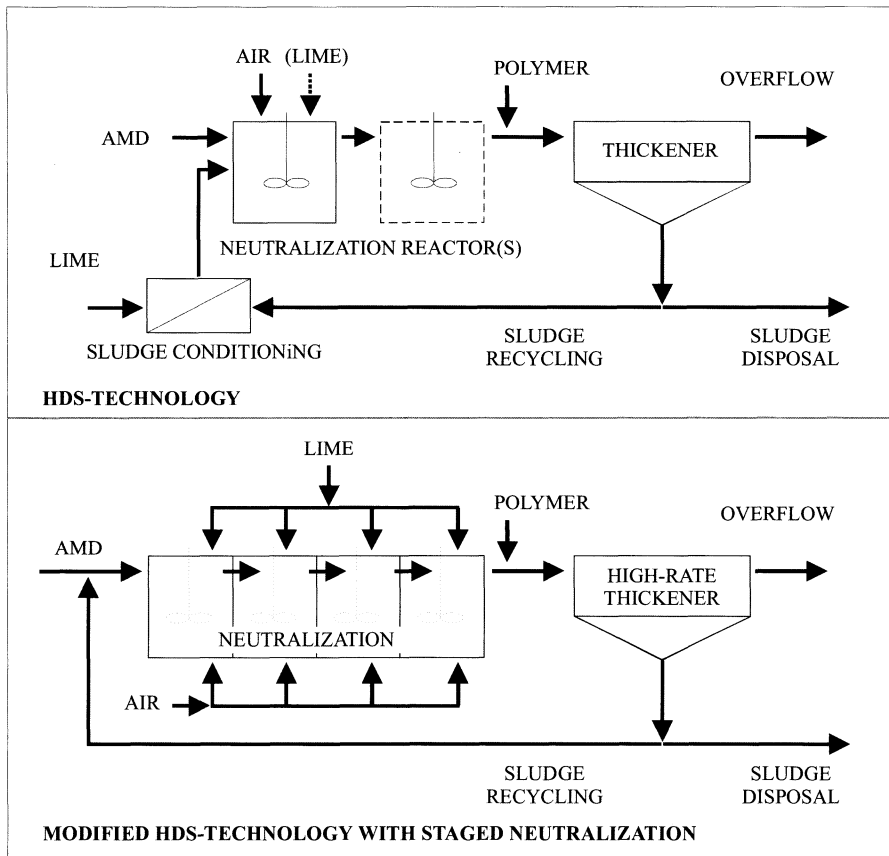 AIR (LIME)
POLYMER
OVERFLOW
AMD
THICKENER
NEUTRALIZATION REACTOR(S)
LIME
SLUDGE CONDITIONiNG
SLUDGE
RECYCLING
SLUDGE
DISPOSAL
HDS-TECHNOLOGY
LIME
POLYMER
OVERFLOW
AMD
HIGH-RATE
THICKENER
NEUTRALIZATION
AIR
SLUDGE
RECYCLING
SLUDGE
DISPOSAL
MODIFIED HDS-TECHNOLOGY WITH STAGED NEUTRALIZATION